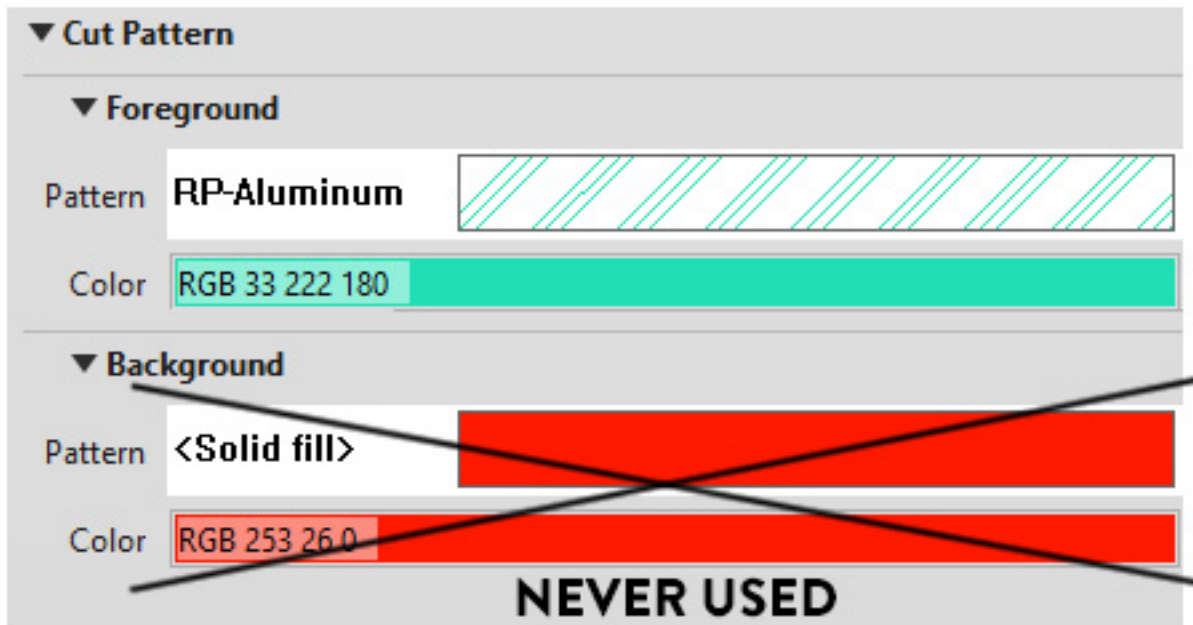 Cut Pattern
Foreground
Pattern RP-Aluminum
Color RGB 33 222 180
Background
Pattern <Solid fill>
Color RGB 253 26 0
NEVER USED